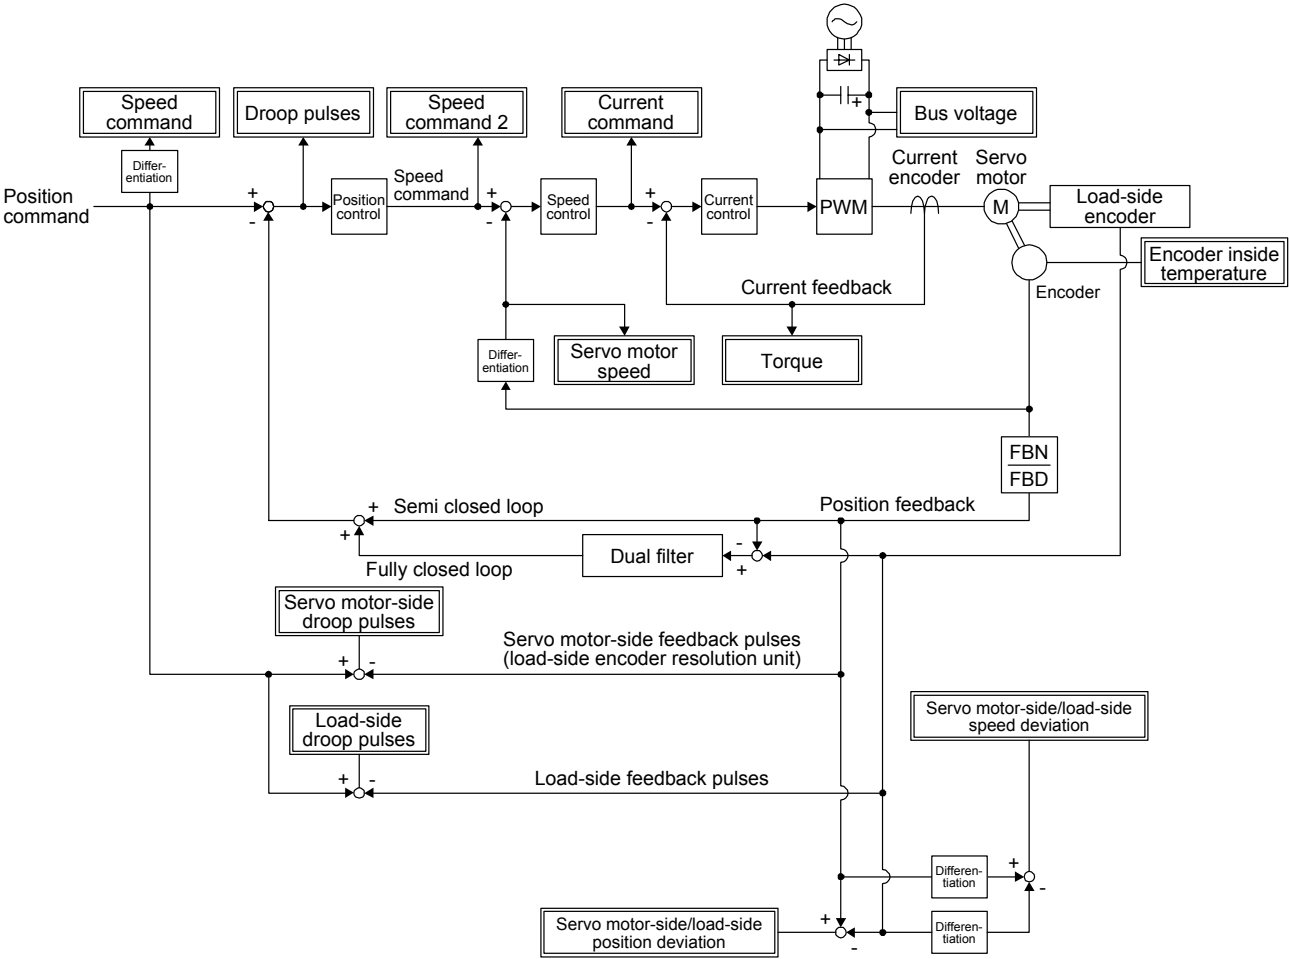 Speed
command
Droop pulses
Speed
command 2
Current
command
+
Bus voltage
Differ-
entiation
Position
command
+
-
Position
control
Speed
command
+
-
Speed
control
+
-
Current
control
PWM
Current
encoder
Servo
motor
M
Load-side
encoder
Encoder inside
temperature
Encoder
Current feedback
Differ-
entiation
Servo motor
speed
Torque
FBN
FBD
+
+
Semi closed loop
Position feedback
Fully closed loop
Dual filter
-
+
Servo motor-side
droop pulses
+
-
Servo motor-side feedback pulses
(load-side encoder resolution unit)
Load-side
droop pulses
+
-
Load-side feedback pulses
Servo motor-side/load-side
speed deviation
Differen-
tiation
+
-
Servo motor-side/load-side
position deviation
+
-
Differen-
tiation